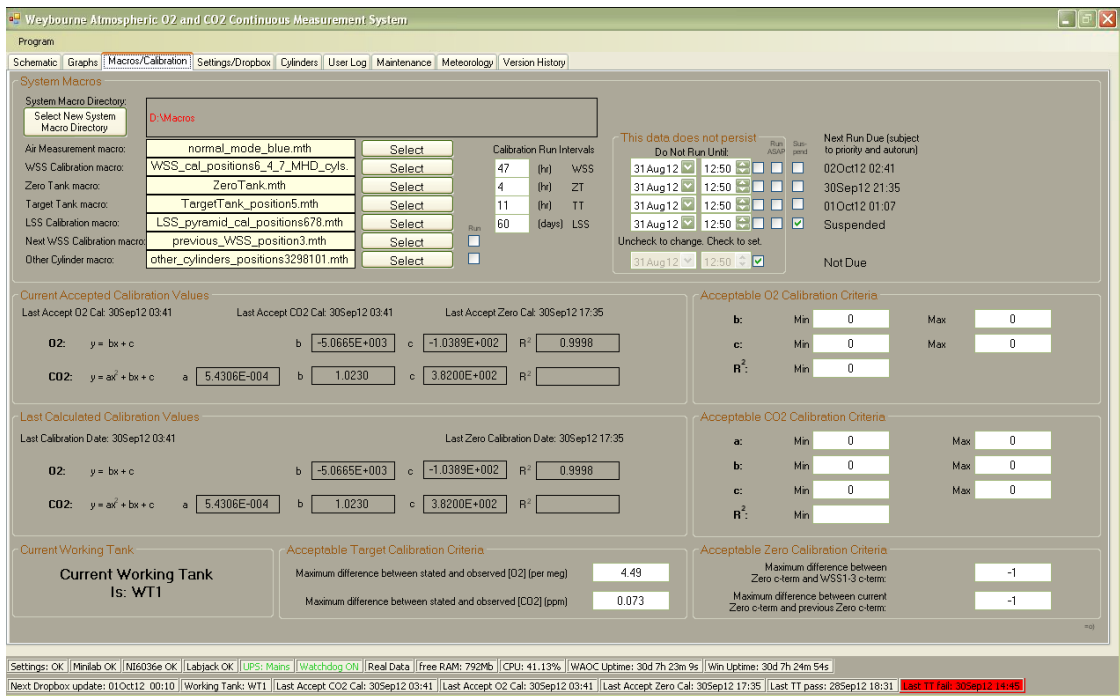 Weybourne Atmospheric O2 and CO2 Continuous Measurement System
Program
Schematic Graphs Macros/Calibration Settings/Dropbox Cylinders User Log Maintenance Meteorology Version History
System Macros
System Macro Directory:
Select New System
Macro Directory
D:\Macros
Air Measurement macro: normal_mode_blue.mth Select
WSS Calibration macro: WSS_cal_positions6_4_7_MHD_cyls. Select
Zero Tank macro: ZeroTank.mth Select
Target Tank macro: TargetTank_position5.mth Select
LSS Calibration macro: LSS_pyramid_cal_positions678.mth Select
Run
Next WSS Calibration macro: previous_WSS_position3.mth Select
Other Cylinder macro: other_cylinders_positions3298101.mth Select
Calibration Run Intervals
47 (hr) WSS
4 (hr) ZT
11 (hr) TT
60 (days) LSS
This data does not persist
Do Not Run Until:
Run
ASAP
Sus-
pend
Next Run Due (subject
to priority and autorun)
31Aug12 12:50 02Oct12 02:41
31Aug12 12:50 30Sep12 21:35
31Aug12 12:50 01Oct12 01:07
31Aug12 12:50 Suspended
Uncheck to change. Check to set.
31Aug12 12:50 Not Due
Current Accepted Calibration Values
Last Accept O2 Cal: 30Sep12 03:41 Last Accept CO2 Cal: 30Sep12 03:41 Last Accept Zero Cal: 30Sep12 17:35
O2: y = bx + c b -5.0665E+003 c -1.0389E+002 R² 0.9998
CO2: y = ax² + bx + c a 5.4306E-004 b 1.0230 c 3.8200E+002 R²
Acceptable O2 Calibration Criteria
b: Min 0 Max 0
c: Min 0 Max 0
R²: Min 0
Last Calculated Calibration Values
Last Calibration Date: 30Sep12 03:41 Last Zero Calibration Date: 30Sep12 17:35
O2: y = bx + c b -5.0665E+003 c -1.0389E+002 R² 0.9998
CO2: y = ax² + bx + c a 5.4306E-004 b 1.0230 c 3.8200E+002 R²
Acceptable CO2 Calibration Criteria
a: Min 0 Max 0
b: Min 0 Max 0
c: Min 0 Max 0
R²: Min
Current Working Tank
Current Working Tank
Is: WT1
Acceptable Target Calibration Criteria
Maximum difference between stated and observed [O2] (per meg) 4.49
Maximum difference between stated and observed [CO2] (ppm) 0.073
Acceptable Zero Calibration Criteria
Maximum difference between
Zero c-term and WSS1-3 c-term: -1
Maximum difference between current
Zero c-term and previous Zero c-term: -1
Settings: OK Minilab OK NI6036e OK Labjack OK UPS: Mains Watchdog ON Real Data free RAM: 792Mb CPU: 41.13% WAOC Uptime: 30d 7h 23m 9s Win Uptime: 30d 7h 24m 54s
Next Dropbox update: 01Oct12 00:10 Working Tank: WT1 Last Accept CO2 Cal: 30Sep12 03:41 Last Accept O2 Cal: 30Sep12 03:41 Last Accept Zero Cal: 30Sep12 17:35 Last TT pass: 28Sep12 18:31 Last TT fail: 30Sep12 14:45